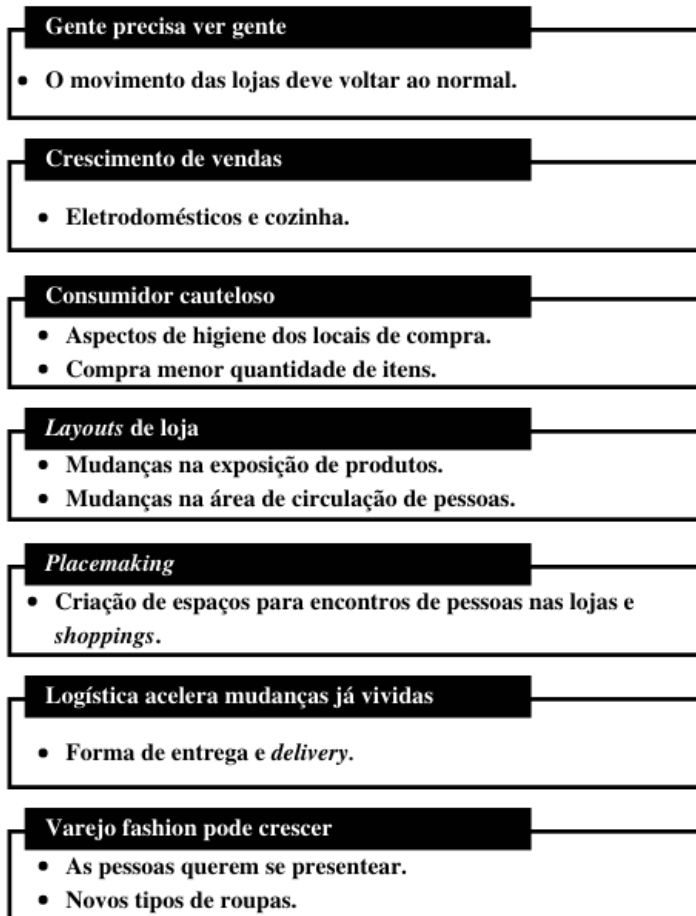 Gente precisa ver gente
• O movimento das lojas deve voltar ao normal.
Crescimento de vendas
• Eletrodomésticos e cozinha.
Consumidor cauteloso
• Aspectos de higiene dos locais de compra.
• Compra menor quantidade de itens.
Layouts de loja
• Mudanças na exposição de produtos.
• Mudanças na área de circulação de pessoas.
Placemaking
• Criação de espaços para encontros de pessoas nas lojas e
shoppings.
Logística acelera mudanças já vividas
• Forma de entrega e delivery.
Varejo fashion pode crescer
• As pessoas querem se presentear.
• Novos tipos de roupas.